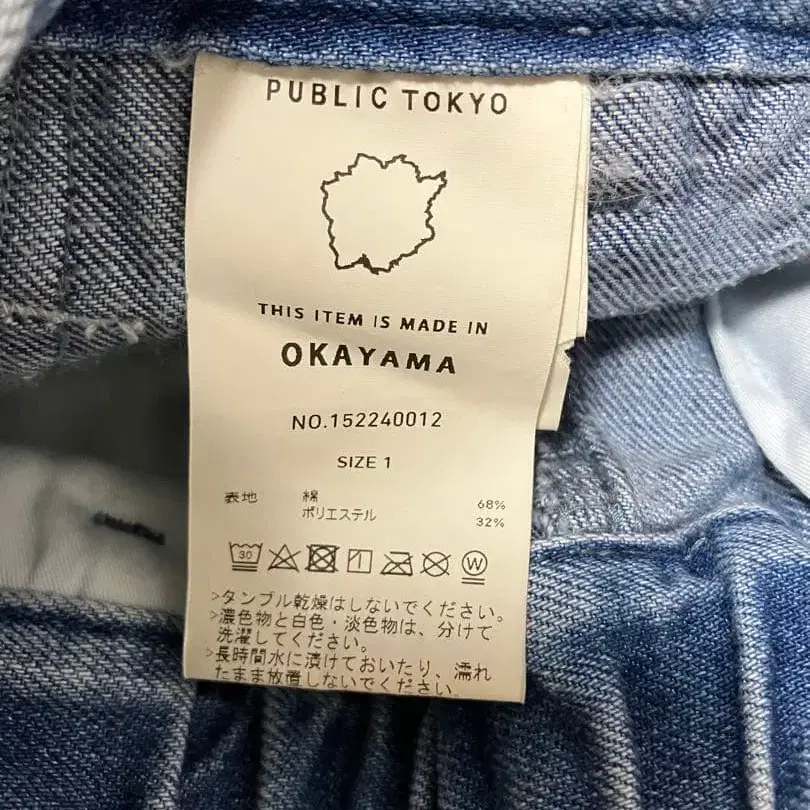 PUBLIC TOKYO
THIS ITEM IS MADE IN
OKAYAMA
NO.152240012
SIZE 1
表地 綿 68%
ポリエステル 32%
30
W
>タンブル乾燥はしないでください。
>濃色物と白色・淡色物は、分けて
洗濯してください。
>長時間水に漬けておいたり、濡れ
たまま放置しないでください。